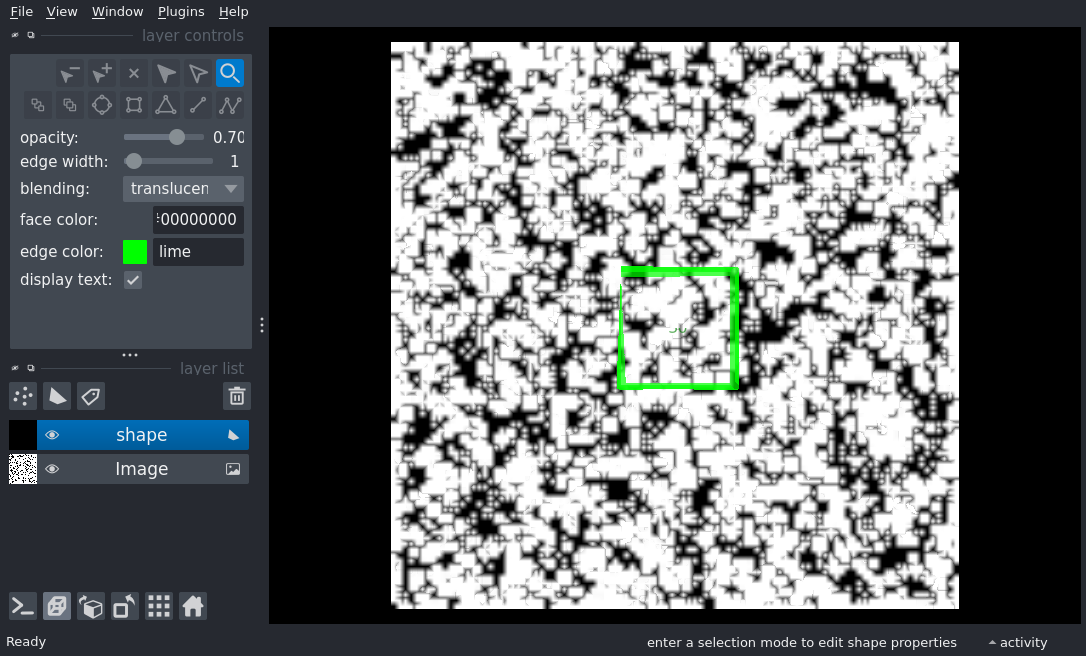 File View Window Plugins Help
layer controls
opacity: 0.70
edge width: 1
blending: translucen
face color: 00000000
edge color: lime
display text:
layer list
shape
Image
Ready
enter a selection mode to edit shape properties
activity